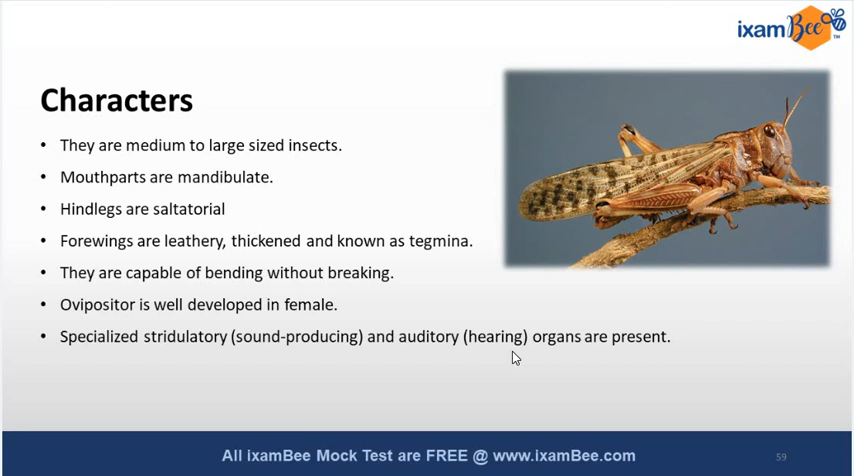 ixamBee™
Characters
• They are medium to large sized insects.
• Mouthparts are mandibulate.
• Hindlegs are saltatorial
• Forewings are leathery, thickened and known as tegmina.
• They are capable of bending without breaking.
• Ovipositor is well developed in female.
• Specialized stridulatory (sound-producing) and auditory (hearing) organs are present.
All ixamBee Mock Test are FREE @ www.ixamBee.com
59